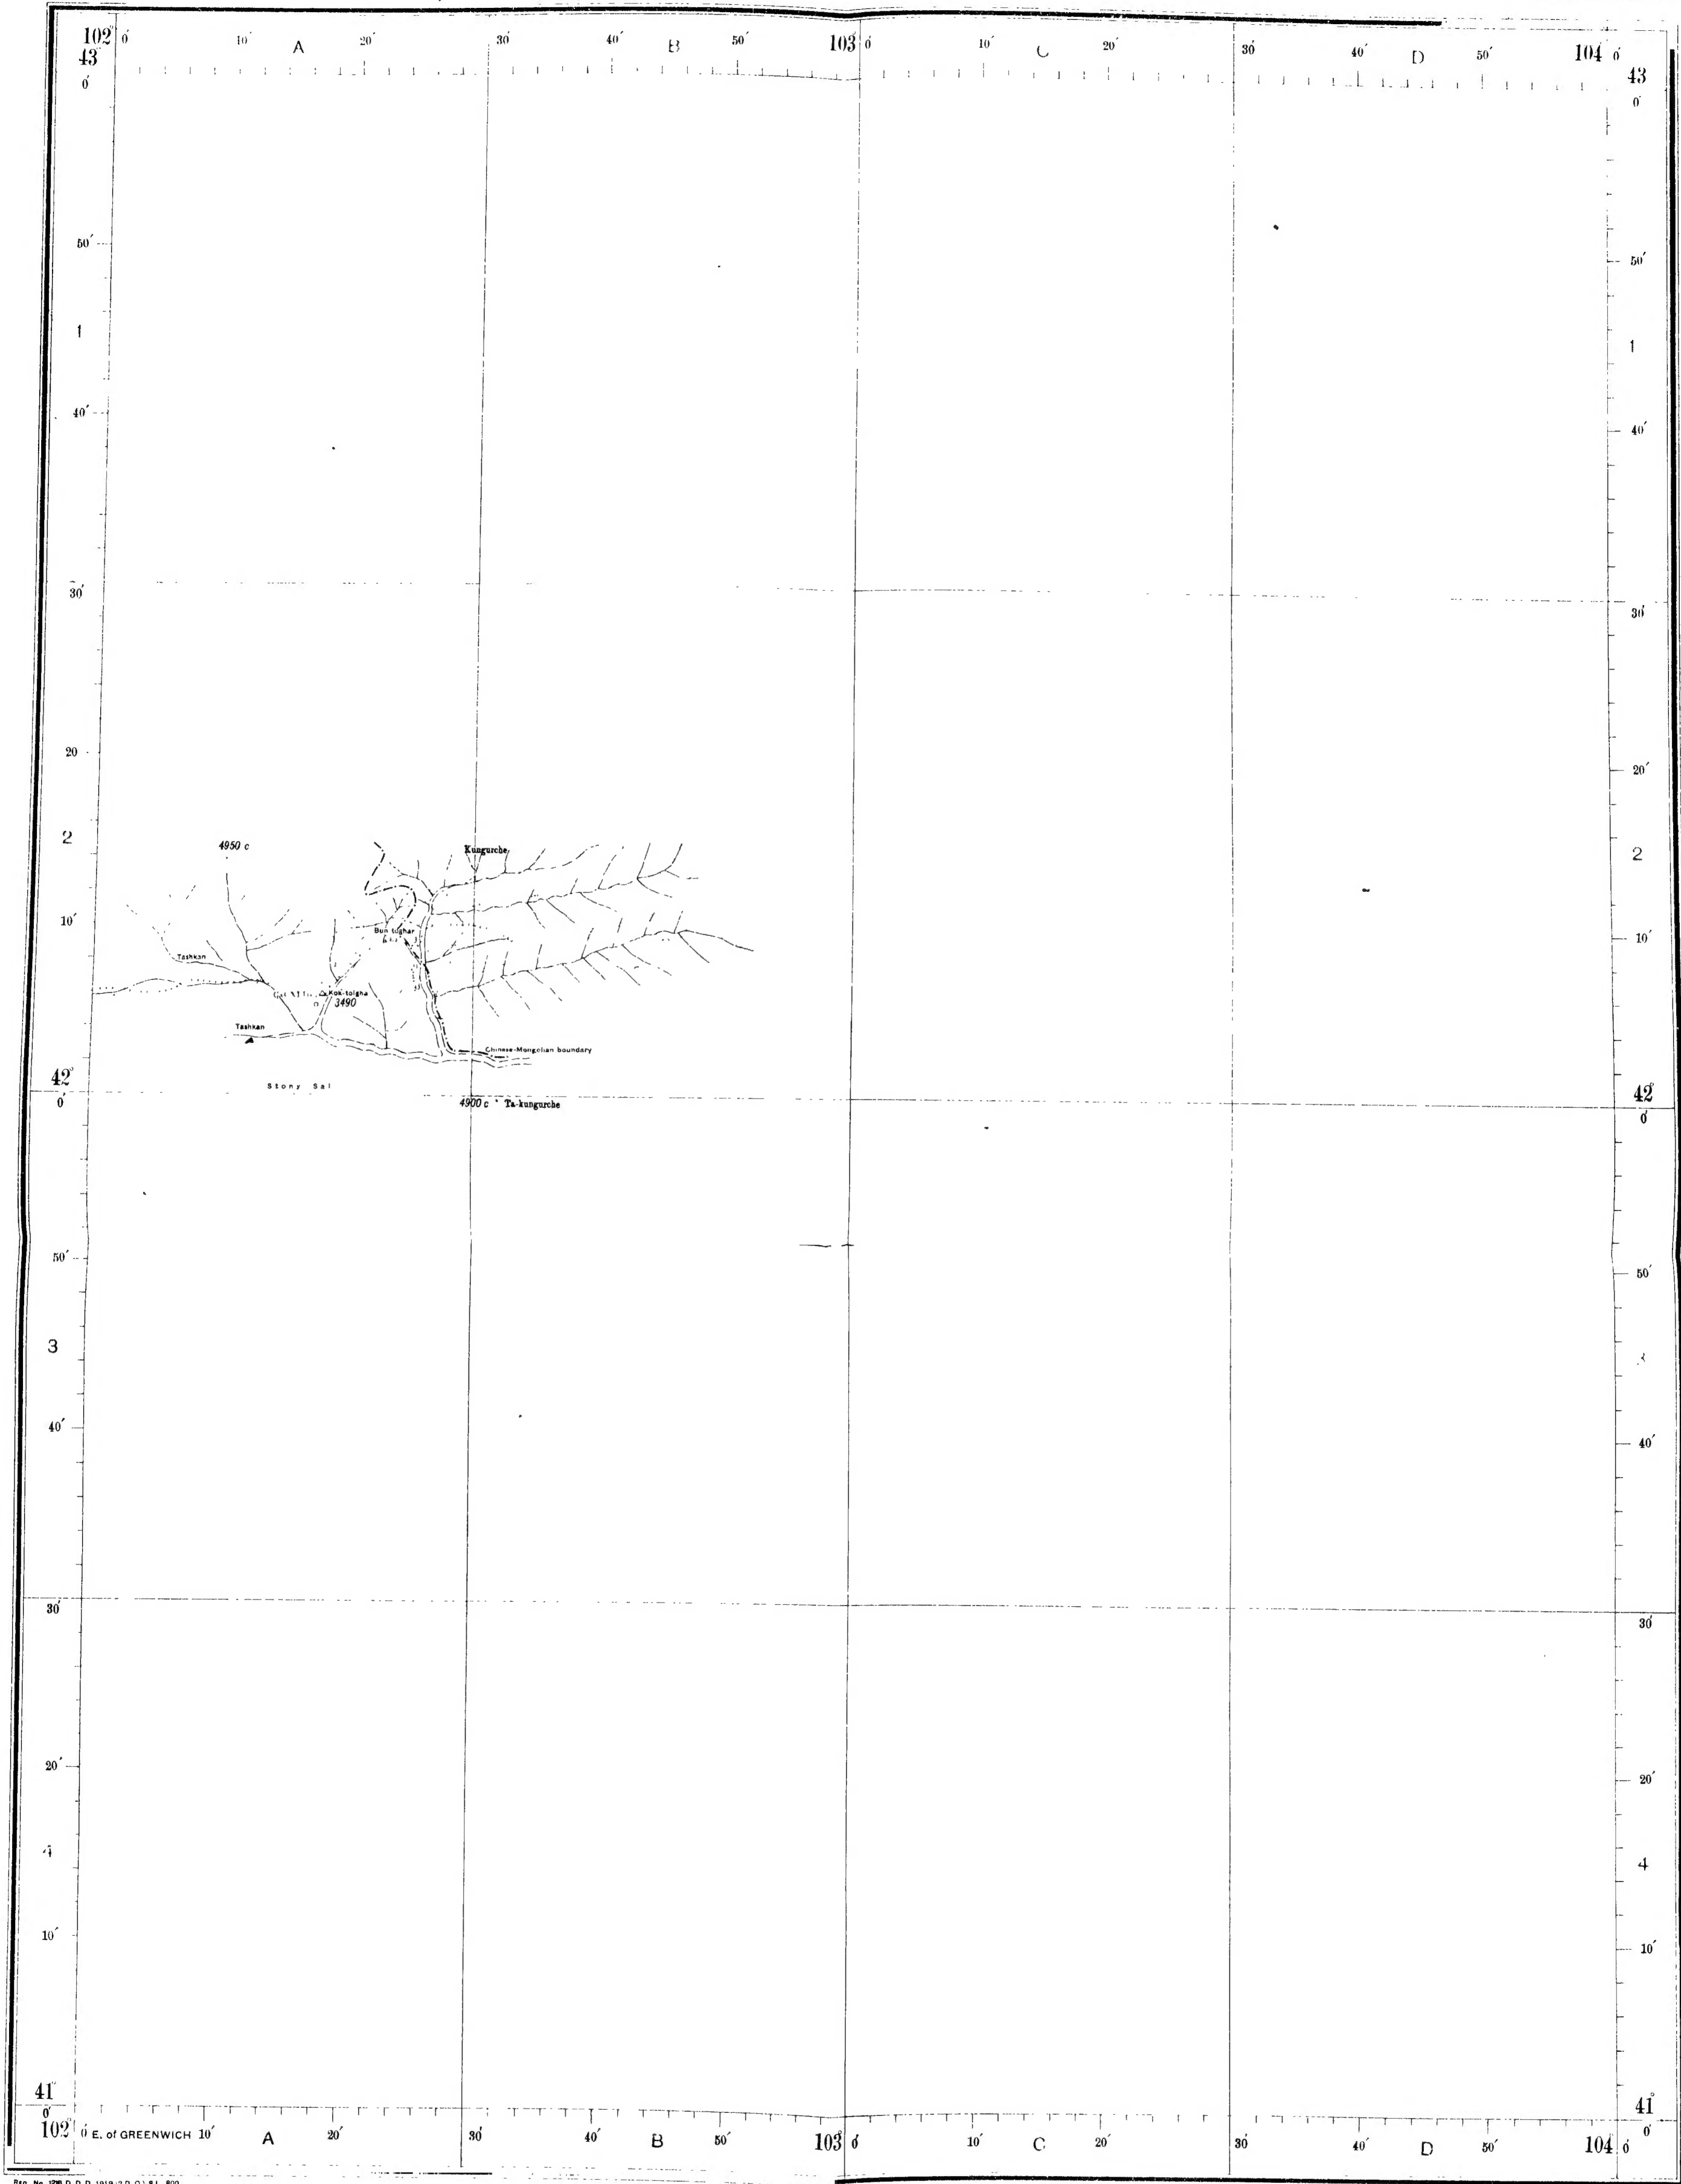 102° 0′ 10′ A 20′ 30′ B 40′ 50′ 103° 0′ 10′ C 20′ 30′ 40′ D 50′ 104° 0′
43° 0′ 43° 0′
50′ 50′
1 1
40′ 40′
30′ 30′
20′ 20′
2 2
4950 c Kungurche
10′ 10′
Bun-toghar
Tashkan
Kok-tolgha
3490
Tashkan
Chinese-Mongolian boundary
42° 0′ 42° 0′
Stony Sai
4900 c Ta-kungurche
50′ 50′
3 3
40′ 40′
30′ 30′
20′ 20′
4 4
10′ 10′
41° 0′ 41° 0′
102° 0′ E. of GREENWICH 10′ A 20′ 30′ 40′ B 50′ 103° 0′ 10′ C 20′ 30′ 40′ D 50′ 104° 0′